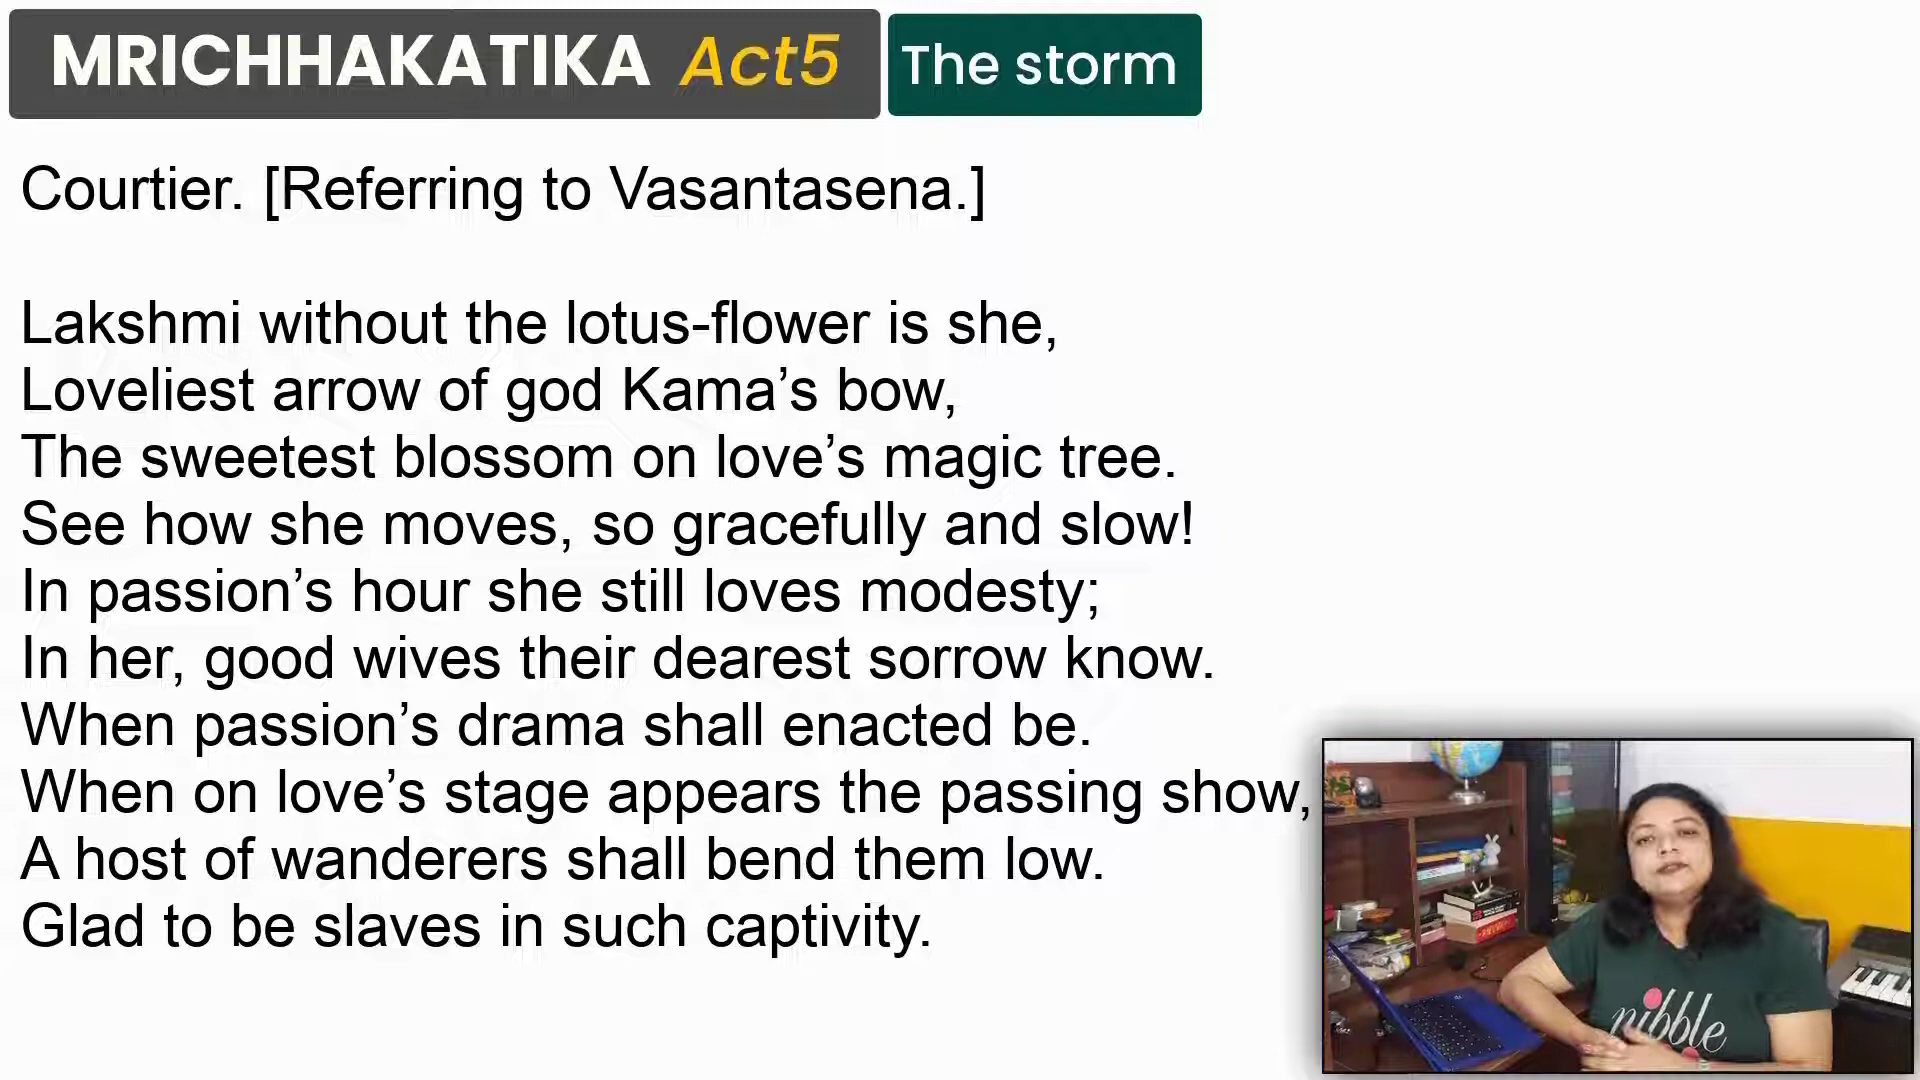 MRICHHAKATIKA Act5 The storm
Courtier. [Referring to Vasantasena.]
Lakshmi without the lotus-flower is she,
Loveliest arrow of god Kama’s bow,
The sweetest blossom on love’s magic tree.
See how she moves, so gracefully and slow!
In passion’s hour she still loves modesty;
In her, good wives their dearest sorrow know.
When passion’s drama shall enacted be.
When on love’s stage appears the passing show,
A host of wanderers shall bend them low.
Glad to be slaves in such captivity.
nibble